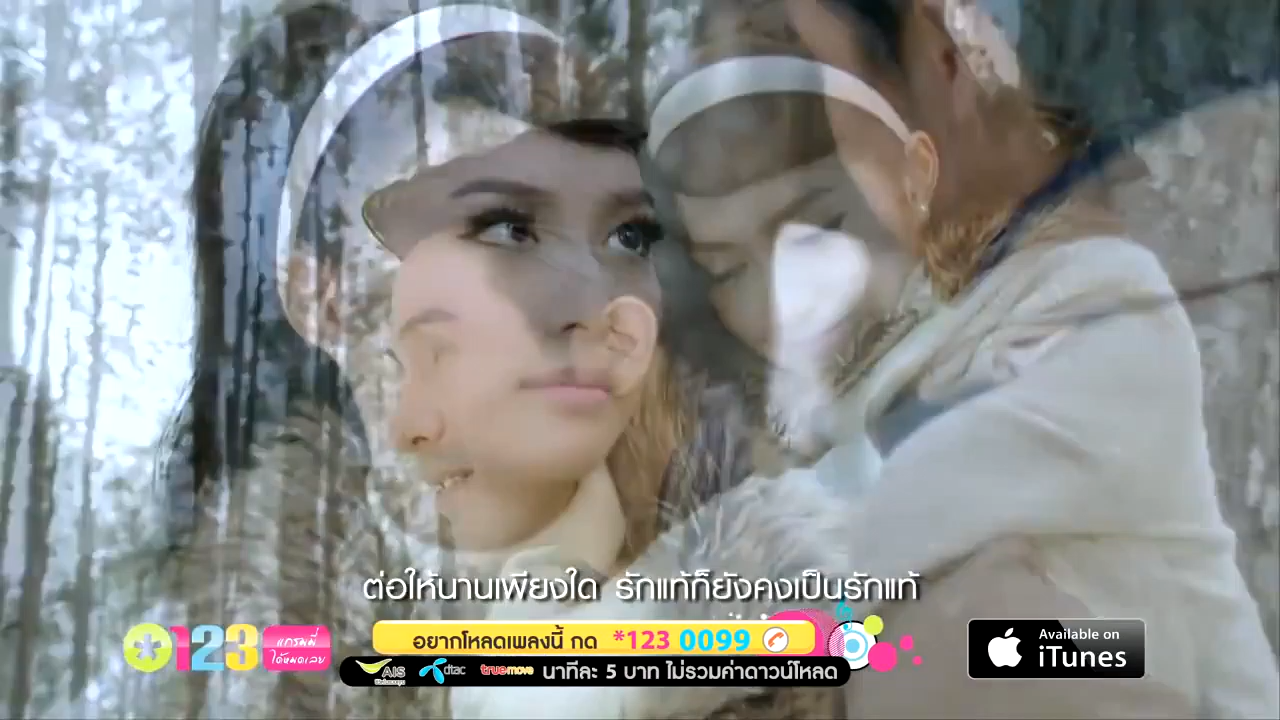 ต่อให้นานเพียงใด รักแท้ก็ยังคงเป็นรักแท้
*123 แกรมมี่ ได้หมดเลย
อยากโหลดเพลงนี้ กด *123 0099
AIS dtac truemove นาทีละ 5 บาท ไม่รวมค่าดาวน์โหลด
Available on
iTunes